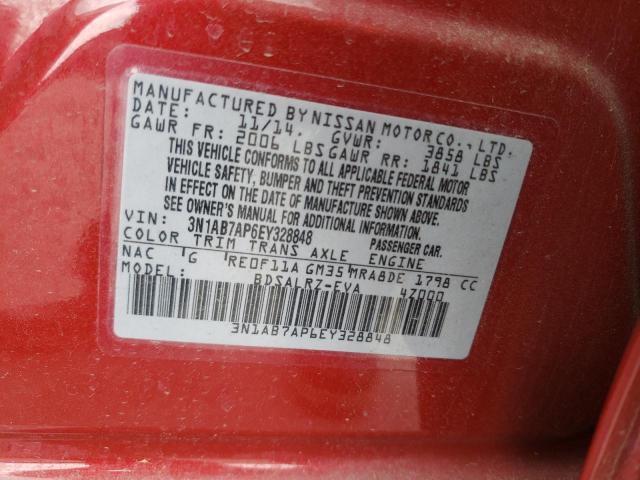 MANUFACTURED BY NISSAN MOTOR CO., LTD.
DATE: 11/14. GVWR: 3858 LBS
GAWR FR: 2006 LBS GAWR RR: 1841 LBS
THIS VEHICLE CONFORMS TO ALL APPLICABLE FEDERAL MOTOR
VEHICLE SAFETY, BUMPER AND THEFT PREVENTION STANDARDS
IN EFFECT ON THE DATE OF MANUFACTURE SHOWN ABOVE.
SEE OWNER'S MANUAL FOR ADDITIONAL INFORMATION.
VIN: 3N1AB7AP6EY328848 PASSENGER CAR.
COLOR TRIM TRANS AXLE ENGINE
NAC G RE0F11A GM35 MRA8DE 1798 CC
MODEL: BDSALRZ-EVA 4Z000
3N1AB7AP6EY328848